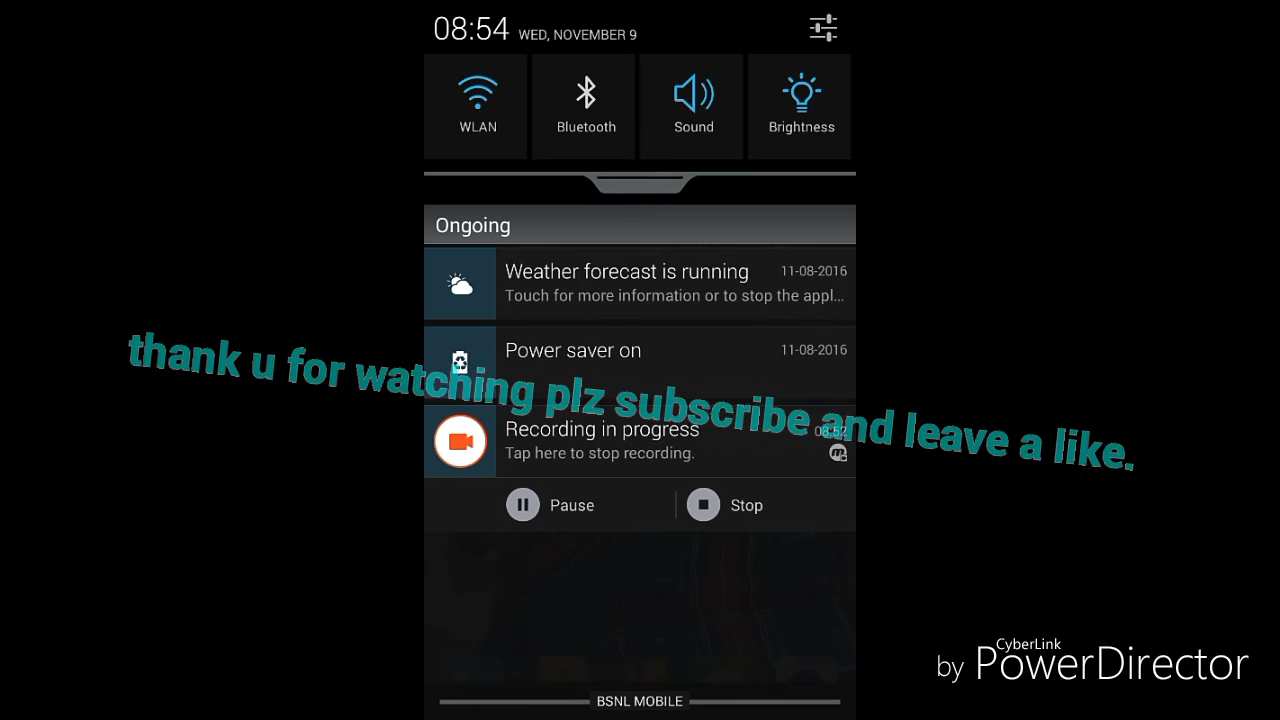 08:54 WED, NOVEMBER 9
WLAN Bluetooth Sound Brightness
Ongoing
Weather forecast is running 11-08-2016
Touch for more information or to stop the appl...
Power saver on 11-08-2016
thank u for watching plz subscribe and leave a like.
Recording in progress 08:52
Tap here to stop recording.
Pause Stop
CyberLink
by PowerDirector
BSNL MOBILE